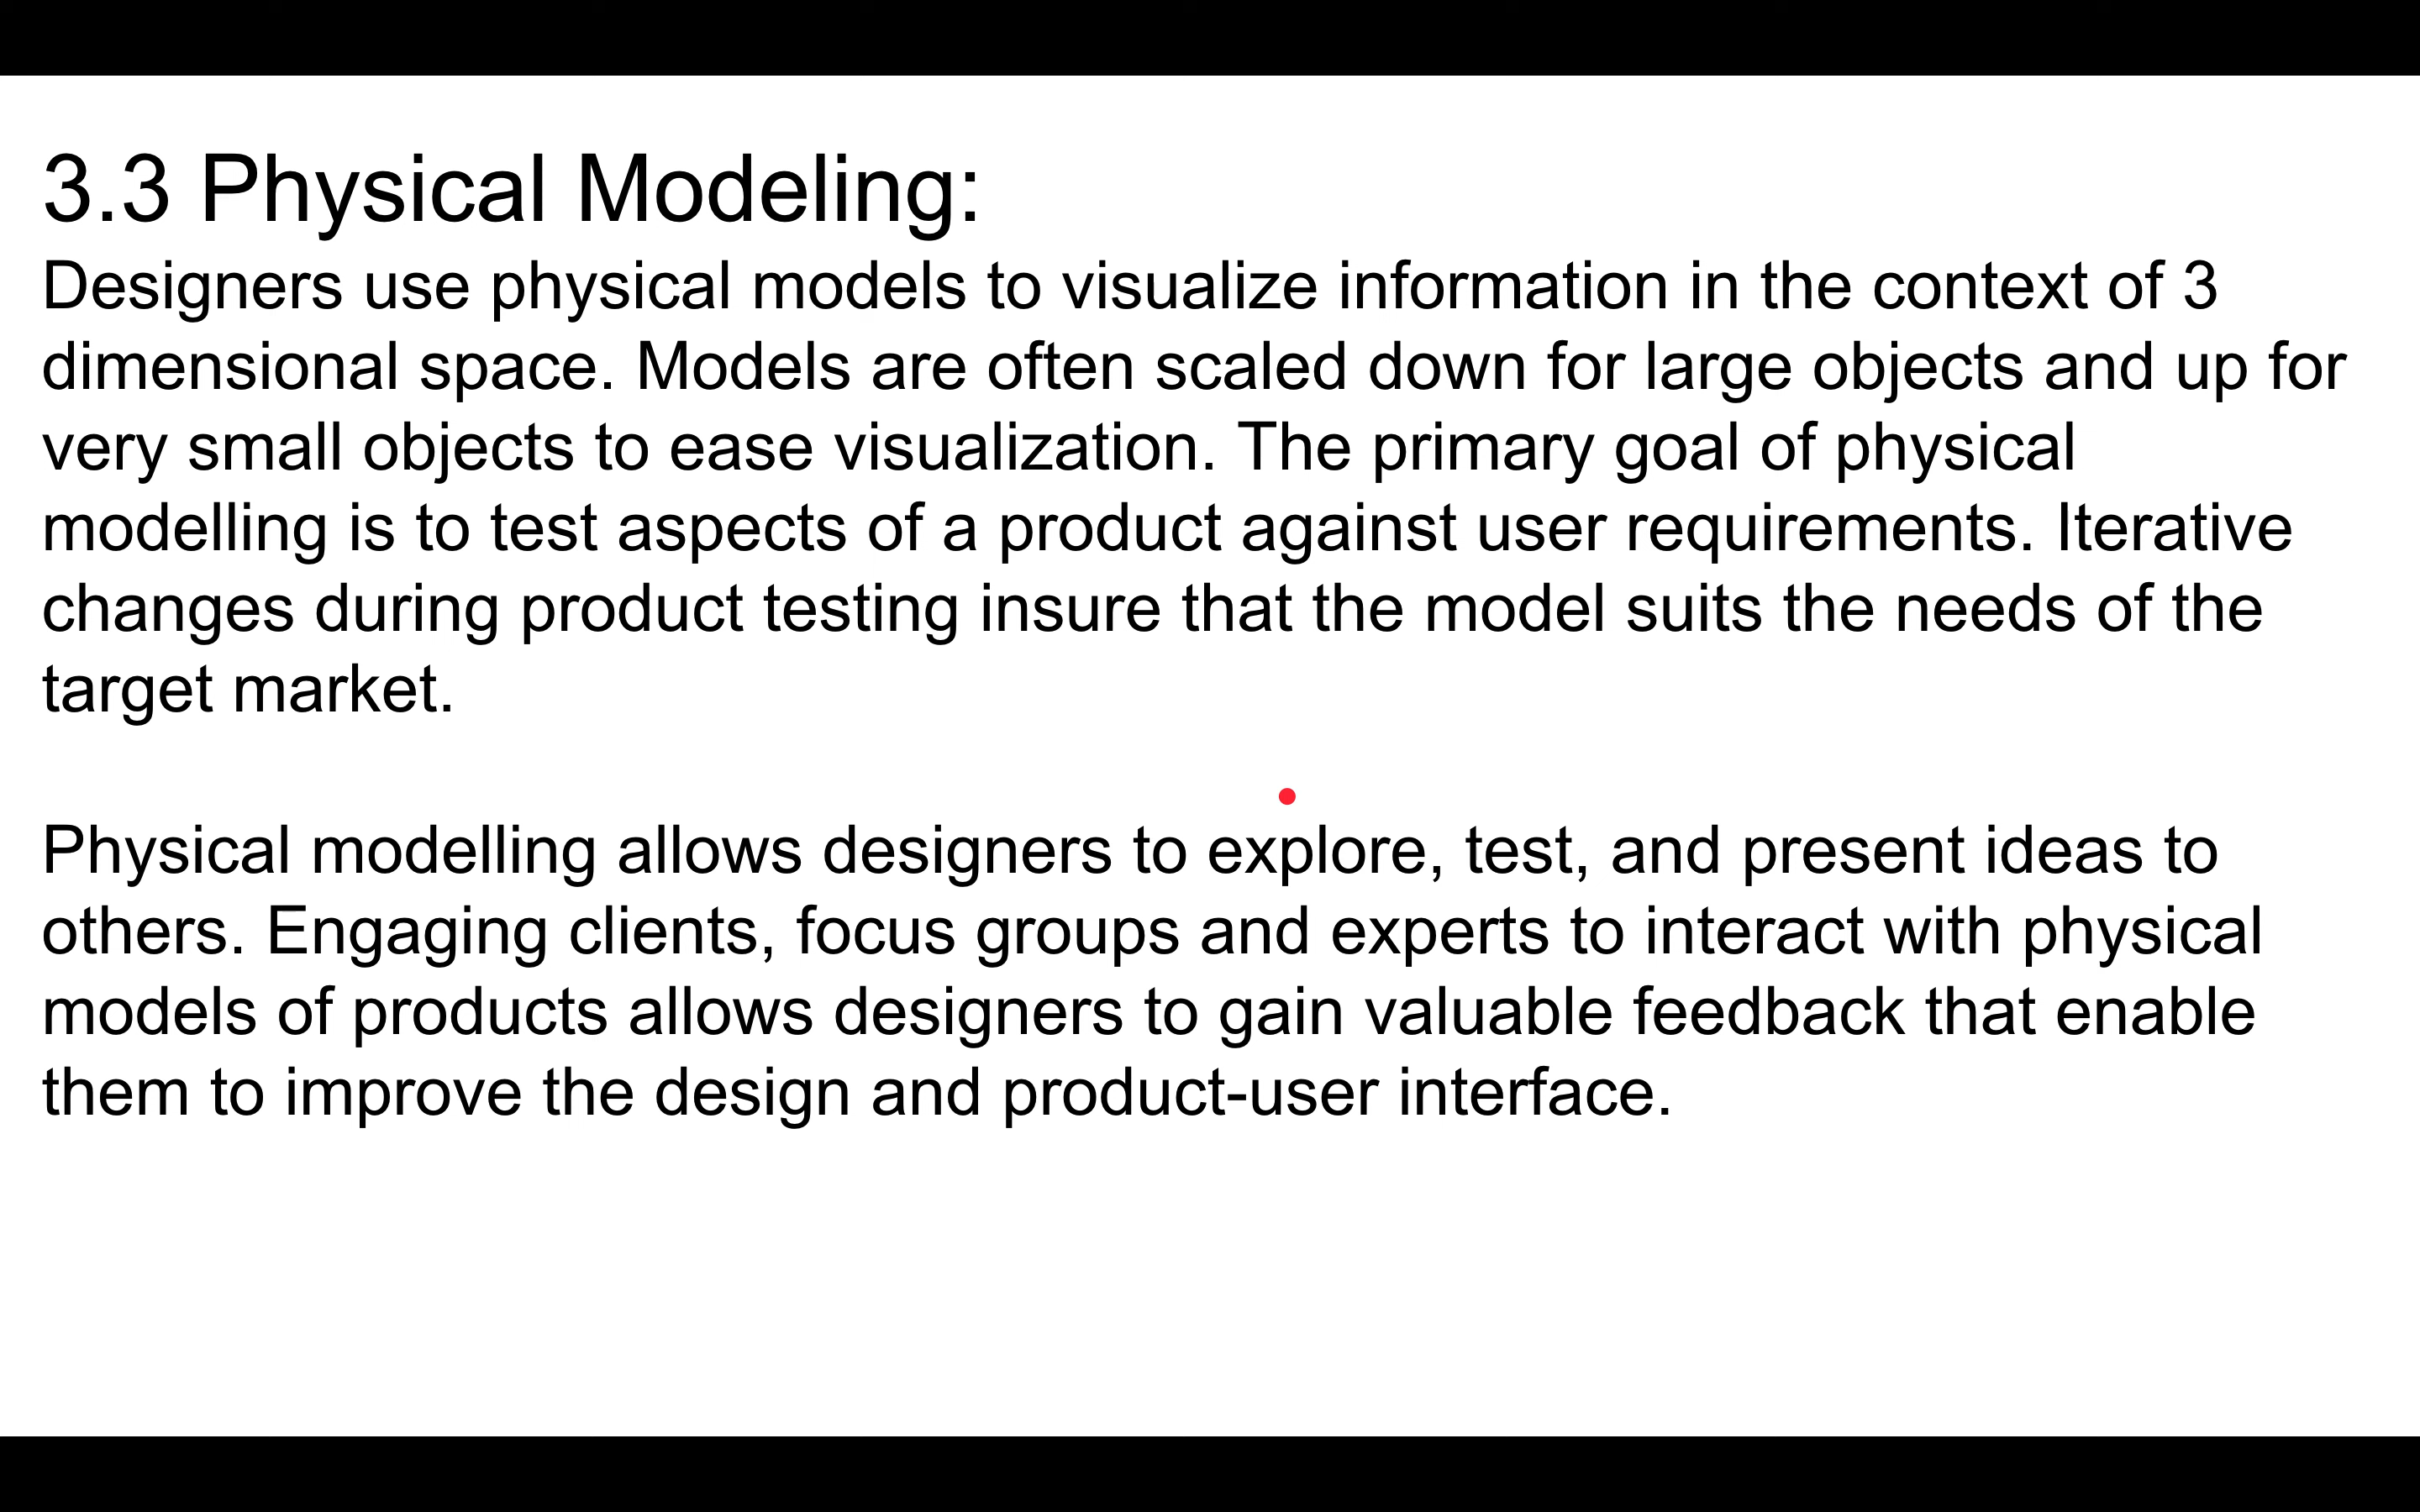 3.3 Physical Modeling:
Designers use physical models to visualize information in the context of 3
dimensional space. Models are often scaled down for large objects and up for
very small objects to ease visualization. The primary goal of physical
modelling is to test aspects of a product against user requirements. Iterative
changes during product testing insure that the model suits the needs of the
target market.
Physical modelling allows designers to explore, test, and present ideas to
others. Engaging clients, focus groups and experts to interact with physical
models of products allows designers to gain valuable feedback that enable
them to improve the design and product-user interface.